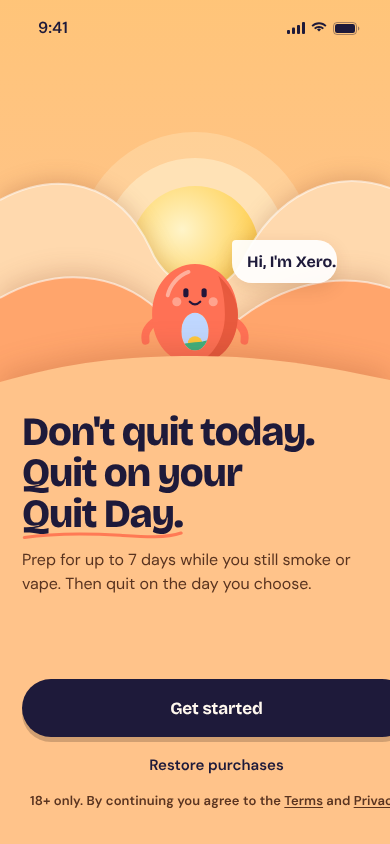 9:41
Hi, I'm Xero.
Don't quit today.
Quit on your
Quit Day.
Prep for up to 7 days while you still smoke or
vape. Then quit on the day you choose.
Get started
Restore purchases
18+ only. By continuing you agree to the Terms and